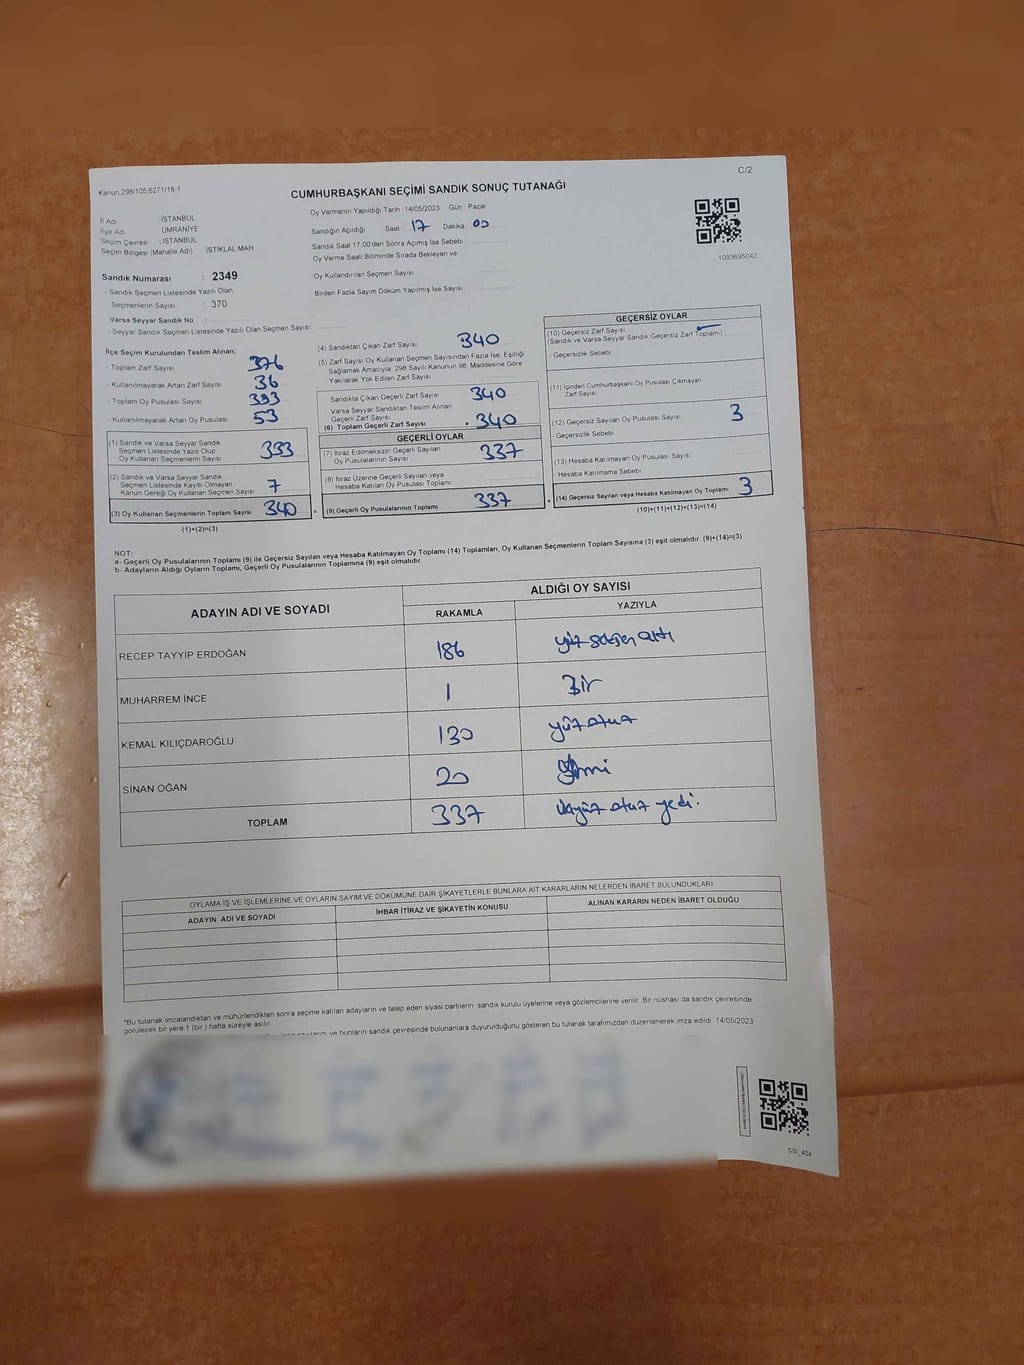 C/2
Kanun:298/105;6271/18-1
CUMHURBAŞKANI SEÇİMİ SANDIK SONUÇ TUTANAĞI
İl Adı : İSTANBUL
İlçe Adı : ÜMRANİYE
Seçim Çevresi : İSTANBUL
Seçim Bölgesi (Mahalle Adı) : İSTİKLAL MAH.
Oy Vermenin Yapıldığı Tarih : 14/05/2023 Gün : Pazar
Sandığın Açıldığı Saat 17 Dakika 00
Sandık Saat 17:00'den Sonra Açımış İse Sebebi
Oy Verme Saati Bitiminde Sırada Bekleyen ve
Oy Kullandırılan Seçmen Sayısı
Birden Fazla Sayım Döküm Yapılmış İse Sayısı
1093695042
Sandık Numarası : 2349
- Sandık Seçmen Listesinde Yazılı Olan
Seçmenlerin Sayısı : 370
Varsa Seyyar Sandık No :
- Seyyar Sandık Seçmen Listesinde Yazılı Olan Seçmen Sayısı:
İlçe Seçim Kurulundan Teslim Alınan;
- Toplam Zarf Sayısı 376
- Kullanılmayarak Artan Zarf Sayısı 36
- Toplam Oy Pusulası Sayısı 393
- Kullanılmayarak Artan Oy Pusulası 53
(1) Sandık ve Varsa Seyyar Sandık
Seçmen Listesinde Yazılı Olup
Oy Kullanan Seçmenlerin Sayısı 333
(2) Sandık ve Varsa Seyyar Sandık
Seçmen Listesinde Kayıtlı Olmayan
Kanun Gereği Oy Kullanan Seçmen Sayısı 7
(3) Oy Kullanan Seçmenlerin Toplam Sayısı 340
(1)+(2)=(3)
(4) Sandıktan Çıkan Zarf Sayısı 340
(5) Zarf Sayısı Oy Kullanan Seçmen Sayısından Fazla İse, Eşitliği
Sağlamak Amacıyla; 298 Sayılı Kanunun 98. Maddesine Göre
Yakılarak Yok Edilen Zarf Sayısı
Sandıkta Çıkan Geçerli Zarf Sayısı 340
Varsa Seyyar Sandıktan Teslim Alınan
Geçerli Zarf Sayısı
(6) Toplam Geçerli Zarf Sayısı 340
GEÇERLİ OYLAR
(7) İtiraz Edilmeksizin Geçerli Sayılan
Oy Pusulalarının Sayısı 337
(8) İtiraz Üzerine Geçerli Sayılan veya
Hesaba Katılan Oy Pusulası Toplamı
= (9) Geçerli Oy Pusulalarının Toplamı 337
GEÇERSİZ OYLAR
(10) Geçersiz Zarf Sayısı
(Sandık ve Varsa Seyyar Sandık Geçersiz Zarf Toplamı)
- Geçersizlik Sebebi
(11) İçinden Cumhurbaşkanı Oy Pusulası Çıkmayan
Zarf Sayısı
(12) Geçersiz Sayılan Oy Pusulası Sayısı 3
- Geçersizlik Sebebi
(13) Hesaba Katılmayan Oy Pusulası Sayısı
- Hesaba Katılmama Sebebi
+ (14) Geçersiz Sayılan veya Hesaba Katılmayan Oy Toplamı 3
(10)+(11)+(12)+(13)=(14)
NOT:
a- Geçerli Oy Pusulalarının Toplamı (9) ile Geçersiz Sayılan veya Hesaba Katılmayan Oy Toplamı (14) Toplamları, Oy Kullanan Seçmenlerin Toplam Sayısına (3) eşit olmalıdır. (9)+(14)=(3)
b- Adayların Aldığı Oyların Toplamı, Geçerli Oy Pusulalarının Toplamına (9) eşit olmalıdır.
ADAYIN ADI VE SOYADI
ALDIĞI OY SAYISI
RAKAMLA YAZIYLA
RECEP TAYYİP ERDOĞAN 186 yüz seksen altı
MUHARREM İNCE 1 Bir
KEMAL KILIÇDAROĞLU 130 yüz otuz
SİNAN OĞAN 20 yirmi
TOPLAM 337 üçyüz otuz yedi.
OYLAMA İŞ VE İŞLEMLERİNE VE OYLARIN SAYIM VE DÖKÜMÜNE DAİR ŞİKAYETLERLE BUNLARA AİT KARARLARIN NELERDEN İBARET BULUNDUKLARI
ADAYIN ADI VE SOYADI İHBAR İTİRAZ VE ŞİKAYETİN KONUSU ALINAN KARARIN NEDEN İBARET OLDUĞU
*Bu tutanak imzalandıktan ve mühürlendikten sonra seçime katılan adayların ve talep eden siyasi partilerin sandık kurulu üyelerine veya gözlemcilerine verilir. Bir nüshası da sandık çevresinde
görülecek bir yere 1 (bir) hafta süreyle asılır.
bunların sandık çevresinde bulunanlara duyurulduğunu gösteren bu tutanak tarafımızdan düzenlenerek imza edildi. 14/05/2023